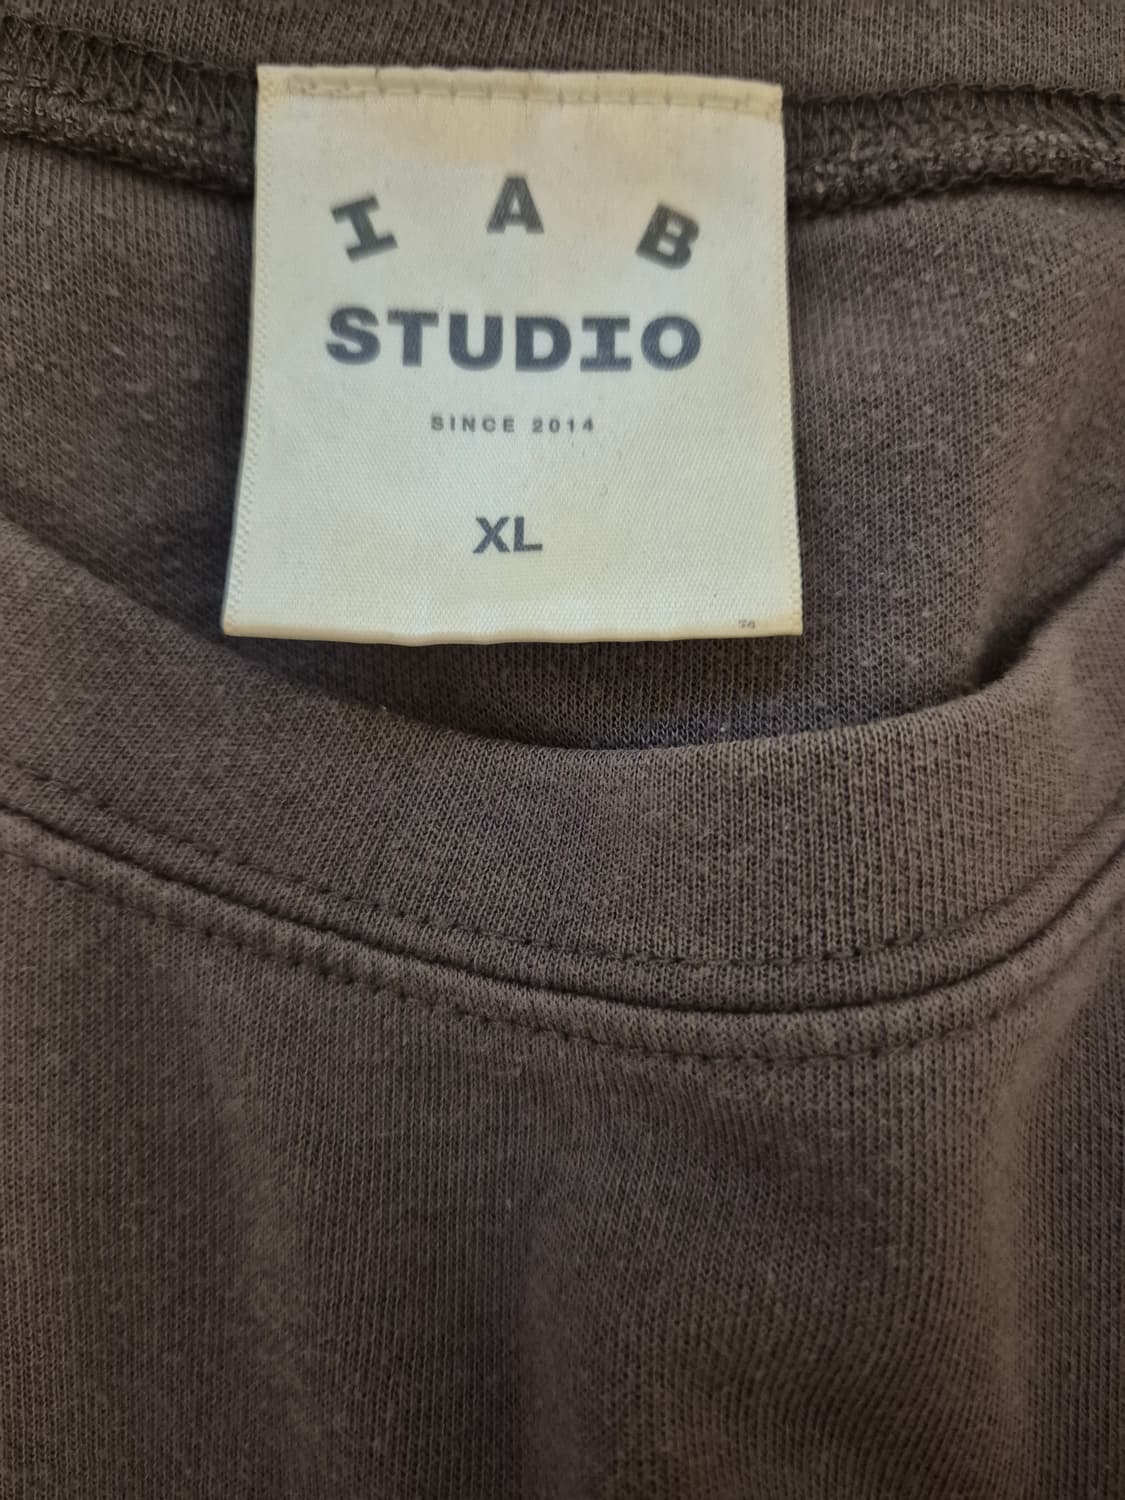 I A B
STUDIO
SINCE 2014
XL